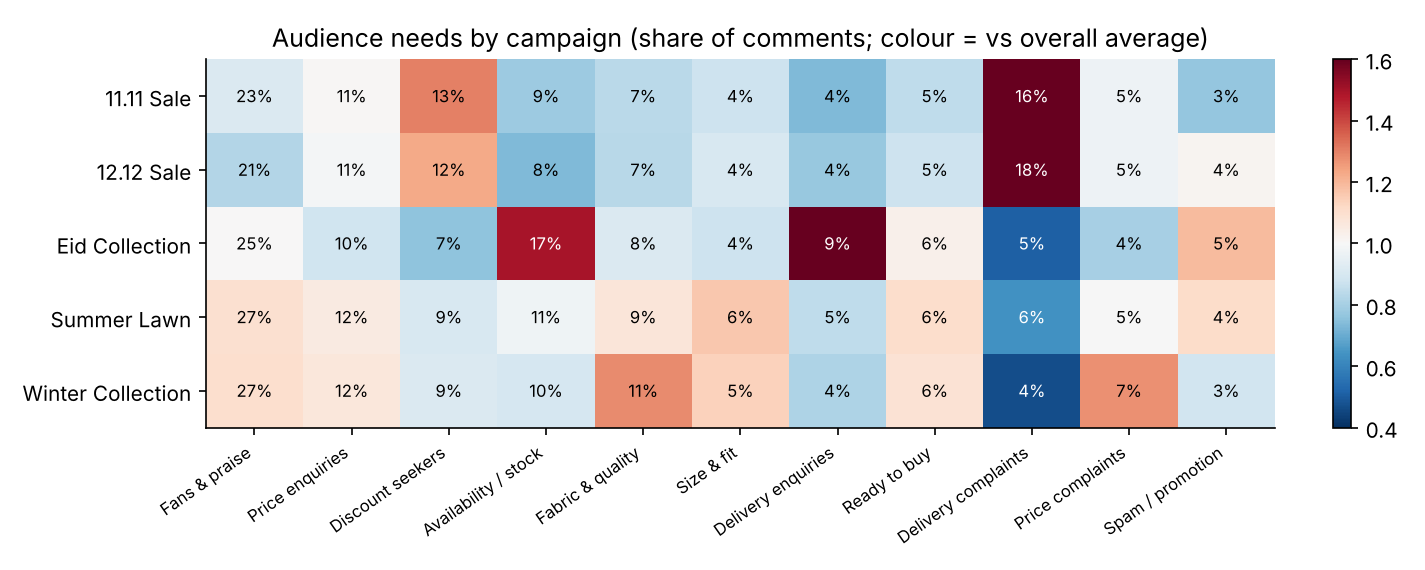 Audience needs by campaign (share of comments; colour = vs overall average)
11.11 Sale 23% 11% 13% 9% 7% 4% 4% 5% 16% 5% 3%
12.12 Sale 21% 11% 12% 8% 7% 4% 4% 5% 18% 5% 4%
Eid Collection 25% 10% 7% 17% 8% 4% 9% 6% 5% 4% 5%
Summer Lawn 27% 12% 9% 11% 9% 6% 5% 6% 6% 5% 4%
Winter Collection 27% 12% 9% 10% 11% 5% 4% 6% 4% 7% 3%
Fans & praise
Price enquiries
Discount seekers
Availability / stock
Fabric & quality
Size & fit
Delivery enquiries
Ready to buy
Delivery complaints
Price complaints
Spam / promotion
1.6
1.4
1.2
1.0
0.8
0.6
0.4